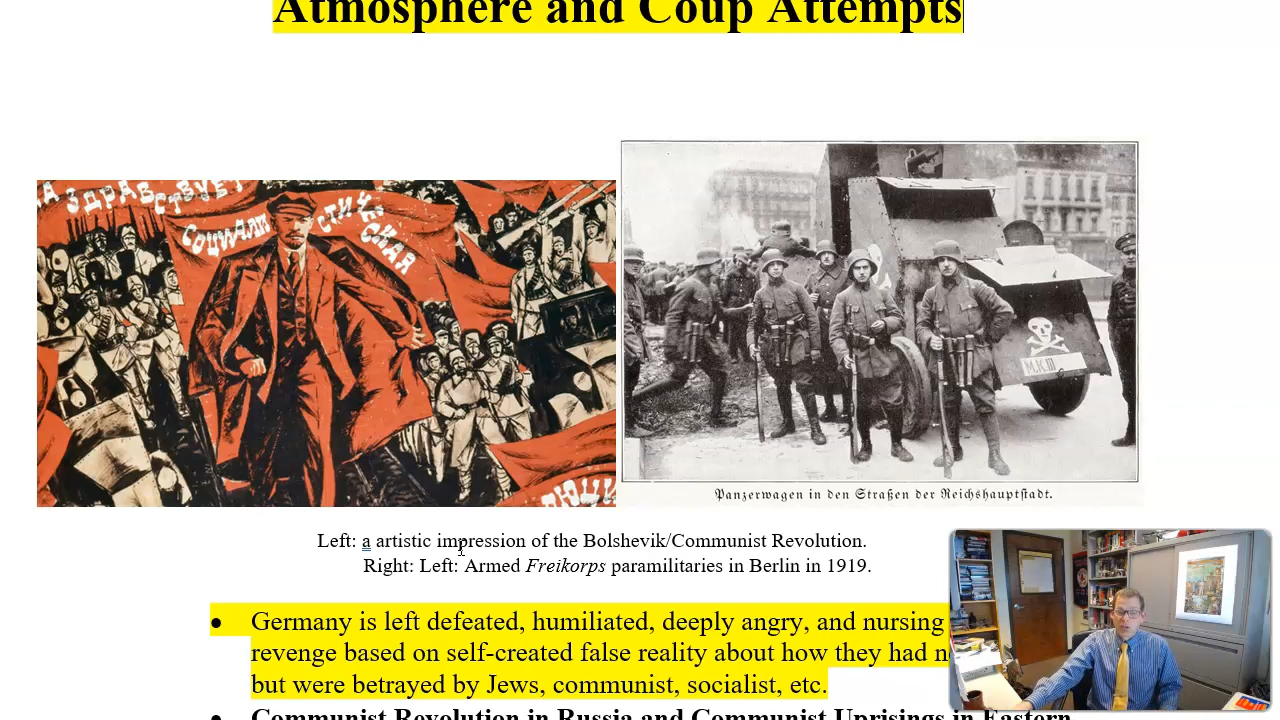 Atmosphere and Coup Attempts
А ЗДРАВСТВУЕТ
СОЦИАЛИСТИЧЕСКАЯ
M.K.III
Panzerwagen in den Straßen der Reichshauptstadt.
Left: a artistic impression of the Bolshevik/Communist Revolution.
Right: Left: Armed Freikorps paramilitaries in Berlin in 1919.
• Germany is left defeated, humiliated, deeply angry, and nursing
revenge based on self-created false reality about how they had
but were betrayed by Jews, communist, socialist, etc.
• Communist Revolution in Russia and Communist Uprisings in Eastern